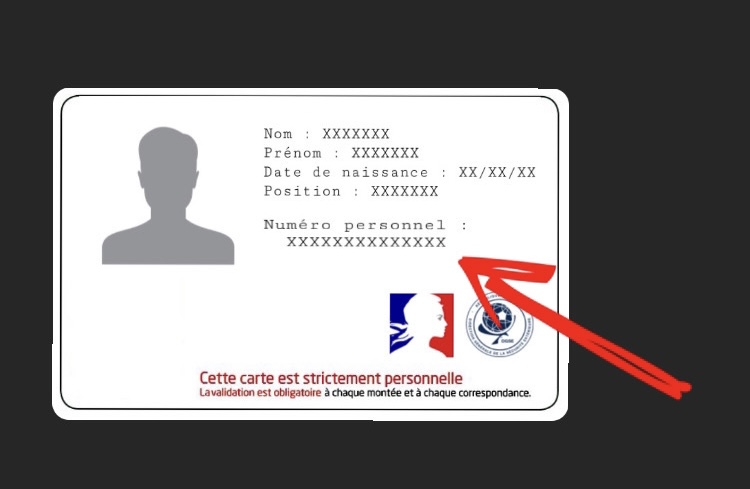 Nom : XXXXXXX
Prénom : XXXXXXX
Date de naissance : XX/XX/XX
Position : XXXXXXX
Numéro personnel :
XXXXXXXXXXXXXX
DGSE
Cette carte est strictement personnelle
La validation est obligatoire à chaque montée et à chaque correspondance.